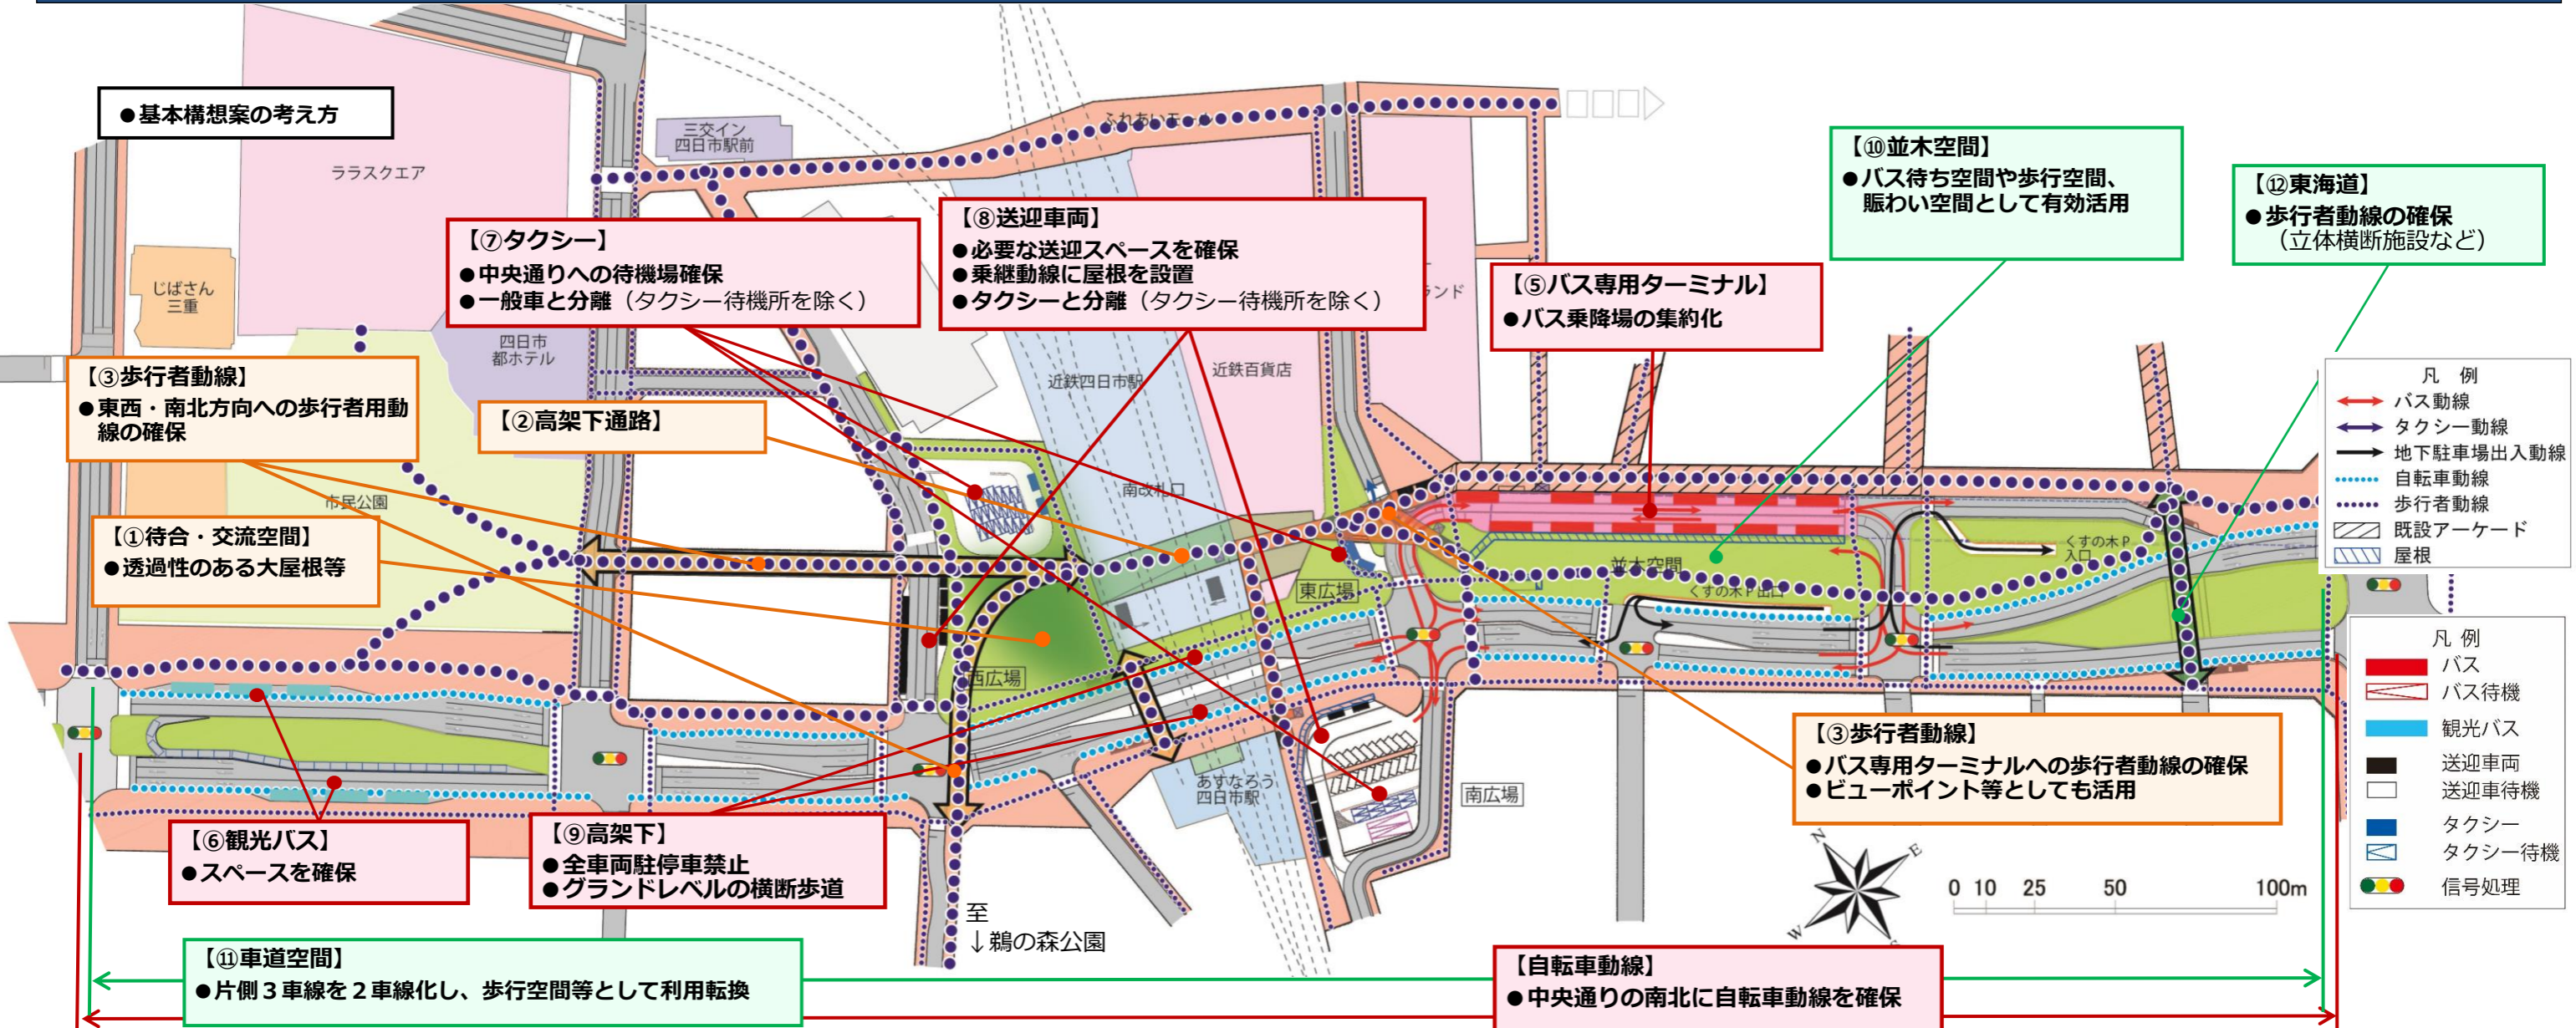 ●基本構想案の考え方
ララスクエア
三交イン
四日市駅前
ふれあいモール
じばさん
三重
四日市
都ホテル
市民公園
近鉄四日市駅
近鉄百貨店
ランド
南改札口
【⑦タクシー】
●中央通りへの待機場確保
●一般車と分離（タクシー待機所を除く）
【⑧送迎車両】
●必要な送迎スペースを確保
●乗継動線に屋根を設置
●タクシーと分離（タクシー待機所を除く）
【⑤バス専用ターミナル】
●バス乗降場の集約化
【⑩並木空間】
●バス待ち空間や歩行空間、
賑わい空間として有効活用
【⑫東海道】
●歩行者動線の確保
（立体横断施設など）
【③歩行者動線】
●東西・南北方向への歩行者用動
線の確保
【②高架下通路】
【①待合・交流空間】
●透過性のある大屋根等
東広場
西広場
並木空間
くすの木P出口
くすの木P
入口
あすなろう
四日市駅
南広場
【⑥観光バス】
●スペースを確保
【⑨高架下】
●全車両駐停車禁止
●グランドレベルの横断歩道
【③歩行者動線】
●バス専用ターミナルへの歩行者動線の確保
●ビューポイント等としても活用
至
↓鵜の森公園
【⑪車道空間】
●片側３車線を２車線化し、歩行空間等として利用転換
【自転車動線】
●中央通りの南北に自転車動線を確保
凡 例
バス動線
タクシー動線
地下駐車場出入動線
自転車動線
歩行者動線
既設アーケード
屋根
凡 例
バス
バス待機
観光バス
送迎車両
送迎車待機
タクシー
タクシー待機
信号処理
N
E
W
0 10 25 50 100m